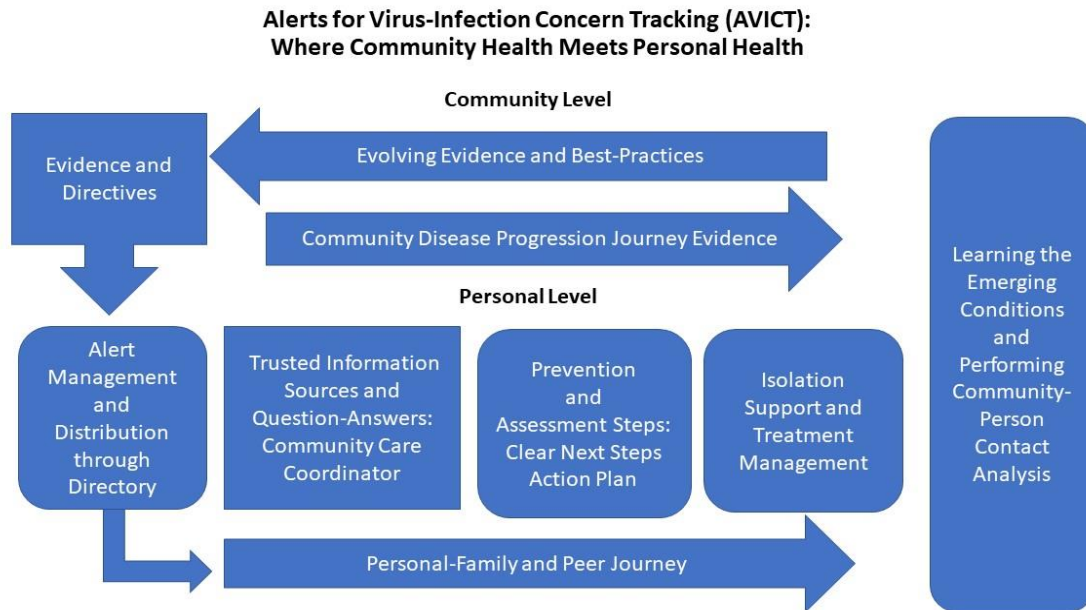 Alerts for Virus-Infection Concern Tracking (AVICT):
Where Community Health Meets Personal Health
Community Level
Evidence and
Directives
Evolving Evidence and Best-Practices
Community Disease Progression Journey Evidence
Personal Level
Alert
Management
and
Distribution
through
Directory
Trusted Information
Sources and
Question-Answers:
Community Care
Coordinator
Prevention
and
Assessment Steps:
Clear Next Steps
Action Plan
Isolation
Support and
Treatment
Management
Learning the
Emerging
Conditions
and
Performing
Community-
Person
Contact
Analysis
Personal-Family and Peer Journey